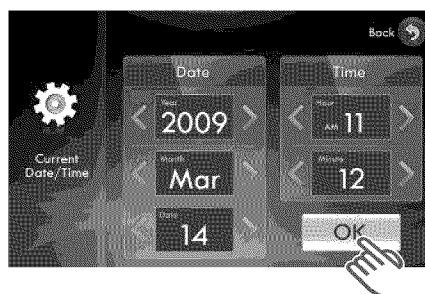 Back
Date
Time
Year
2009
Hour
AM 11
Current
Date/Time
Month
Mar
Minute
12
Date
14
OK